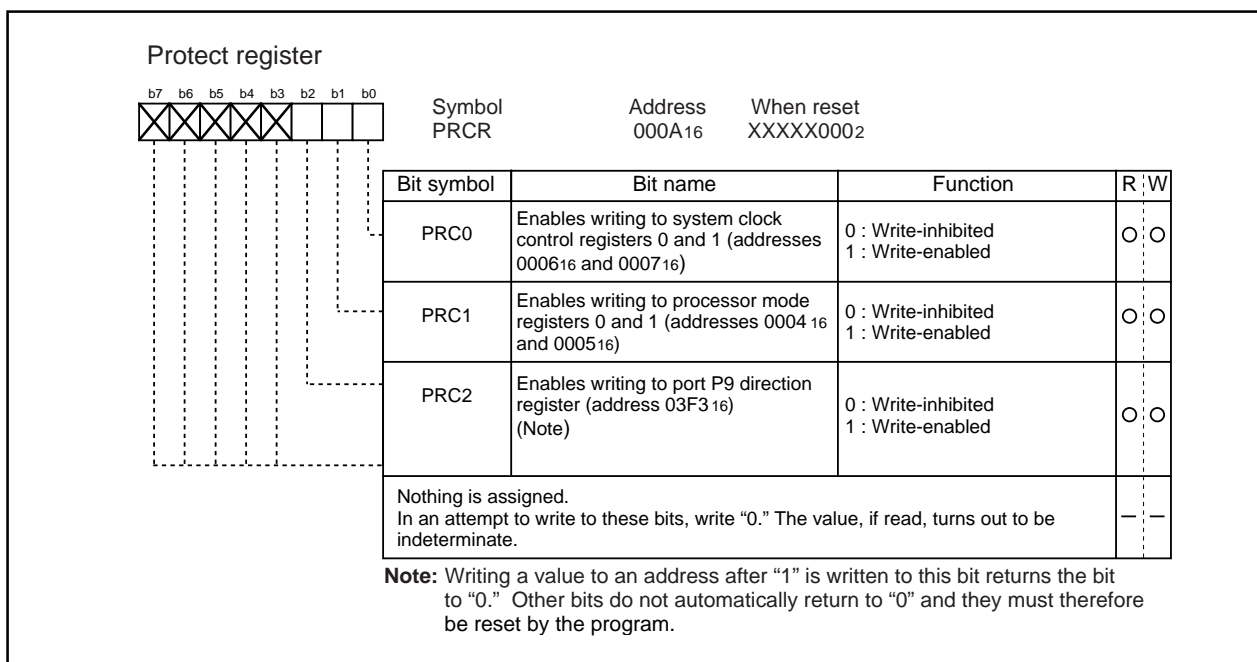 Protect register
b7 b6 b5 b4 b3 b2 b1 b0
Symbol Address When reset
PRCR 000A16 XXXXX0002
Bit symbol Bit name Function R W
PRC0
Enables writing to system clock
control registers 0 and 1 (addresses
000616 and 000716)
0 : Write-inhibited
1 : Write-enabled
PRC1
Enables writing to processor mode
registers 0 and 1 (addresses 0004 16
and 000516)
0 : Write-inhibited
1 : Write-enabled
PRC2
Enables writing to port P9 direction
register (address 03F3 16)
(Note)
0 : Write-inhibited
1 : Write-enabled
Nothing is assigned.
In an attempt to write to these bits, write “0.” The value, if read, turns out to be
indeterminate.
Note: Writing a value to an address after “1” is written to this bit returns the bit
to “0.” Other bits do not automatically return to “0” and they must therefore
be reset by the program.